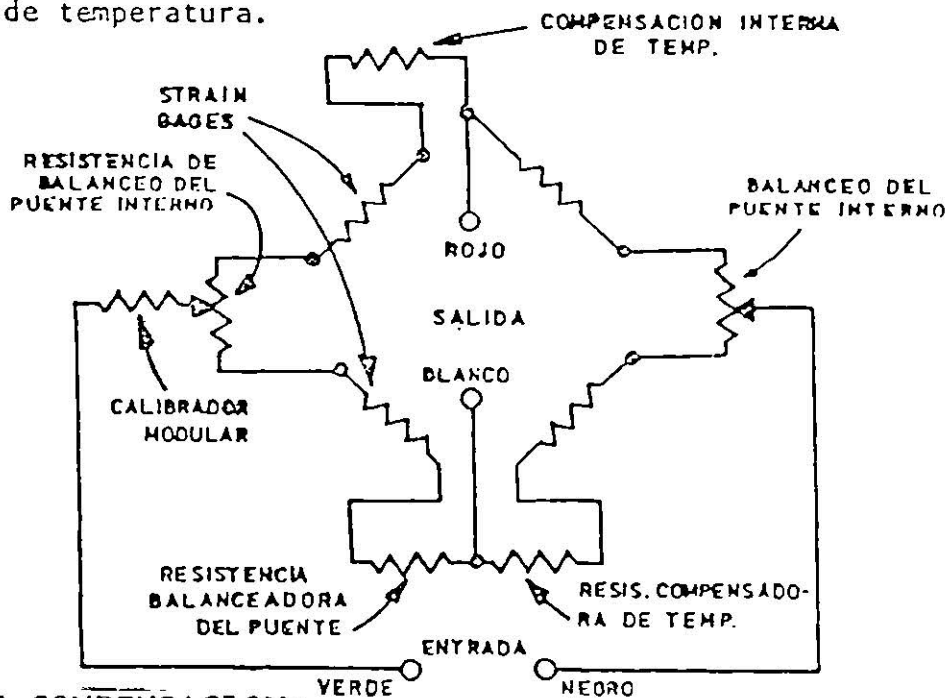 de temperatura.
COMPENSACION INTERNA
DE TEMP.
STRAIN
GAGES
RESISTENCIA DE
BALANCEO DEL
PUENTE INTERNO
BALANCEO DEL
PUENTE INTERNO
ROJO
SALIDA
BLANCO
CALIBRADOR
MODULAR
RESISTENCIA
BALANCEADORA
DEL PUENTE
RESIS. COMPENSADO-
RA DE TEMP.
ENTRADA
VERDE
NEGRO